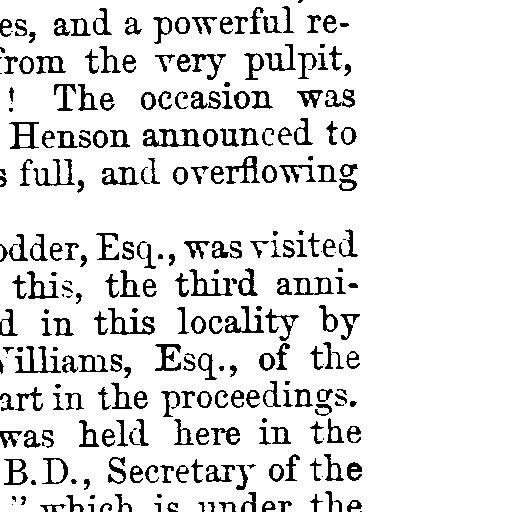 es, and a powerful re-
from the very pulpit,
! The occasion was
Henson announced to
s full, and overflowing
odder, Esq., was visited
this, the third anni-
d in this locality by
Villiams, Esq., of the
art in the proceedings.
was held here in the
B.D., Secretary of the
" which is under the